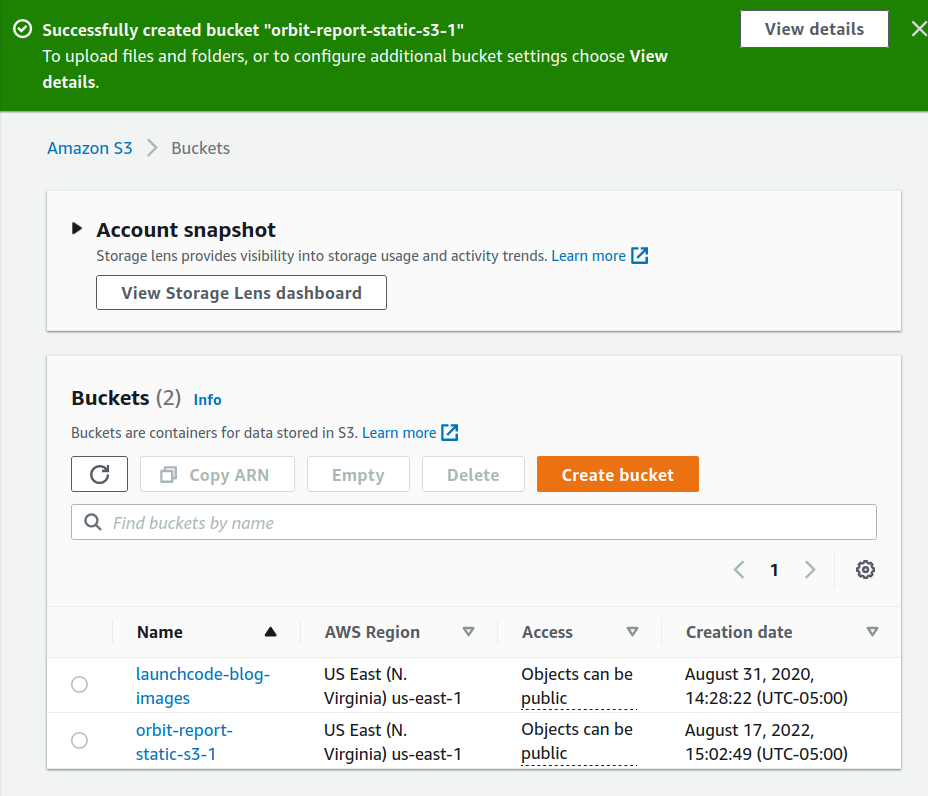 Successfully created bucket "orbit-report-static-s3-1"
View details
To upload files and folders, or to configure additional bucket settings choose View
details.
Amazon S3 Buckets
Account snapshot
Storage lens provides visibility into storage usage and activity trends. Learn more
View Storage Lens dashboard
Buckets (2) Info
Buckets are containers for data stored in S3. Learn more
Copy ARN Empty Delete Create bucket
Find buckets by name
1
Name AWS Region Access Creation date
launchcode-blog- US East (N. Objects can be August 31, 2020,
images Virginia) us-east-1 public 14:28:22 (UTC-05:00)
orbit-report- US East (N. Objects can be August 17, 2022,
static-s3-1 Virginia) us-east-1 public 15:02:49 (UTC-05:00)